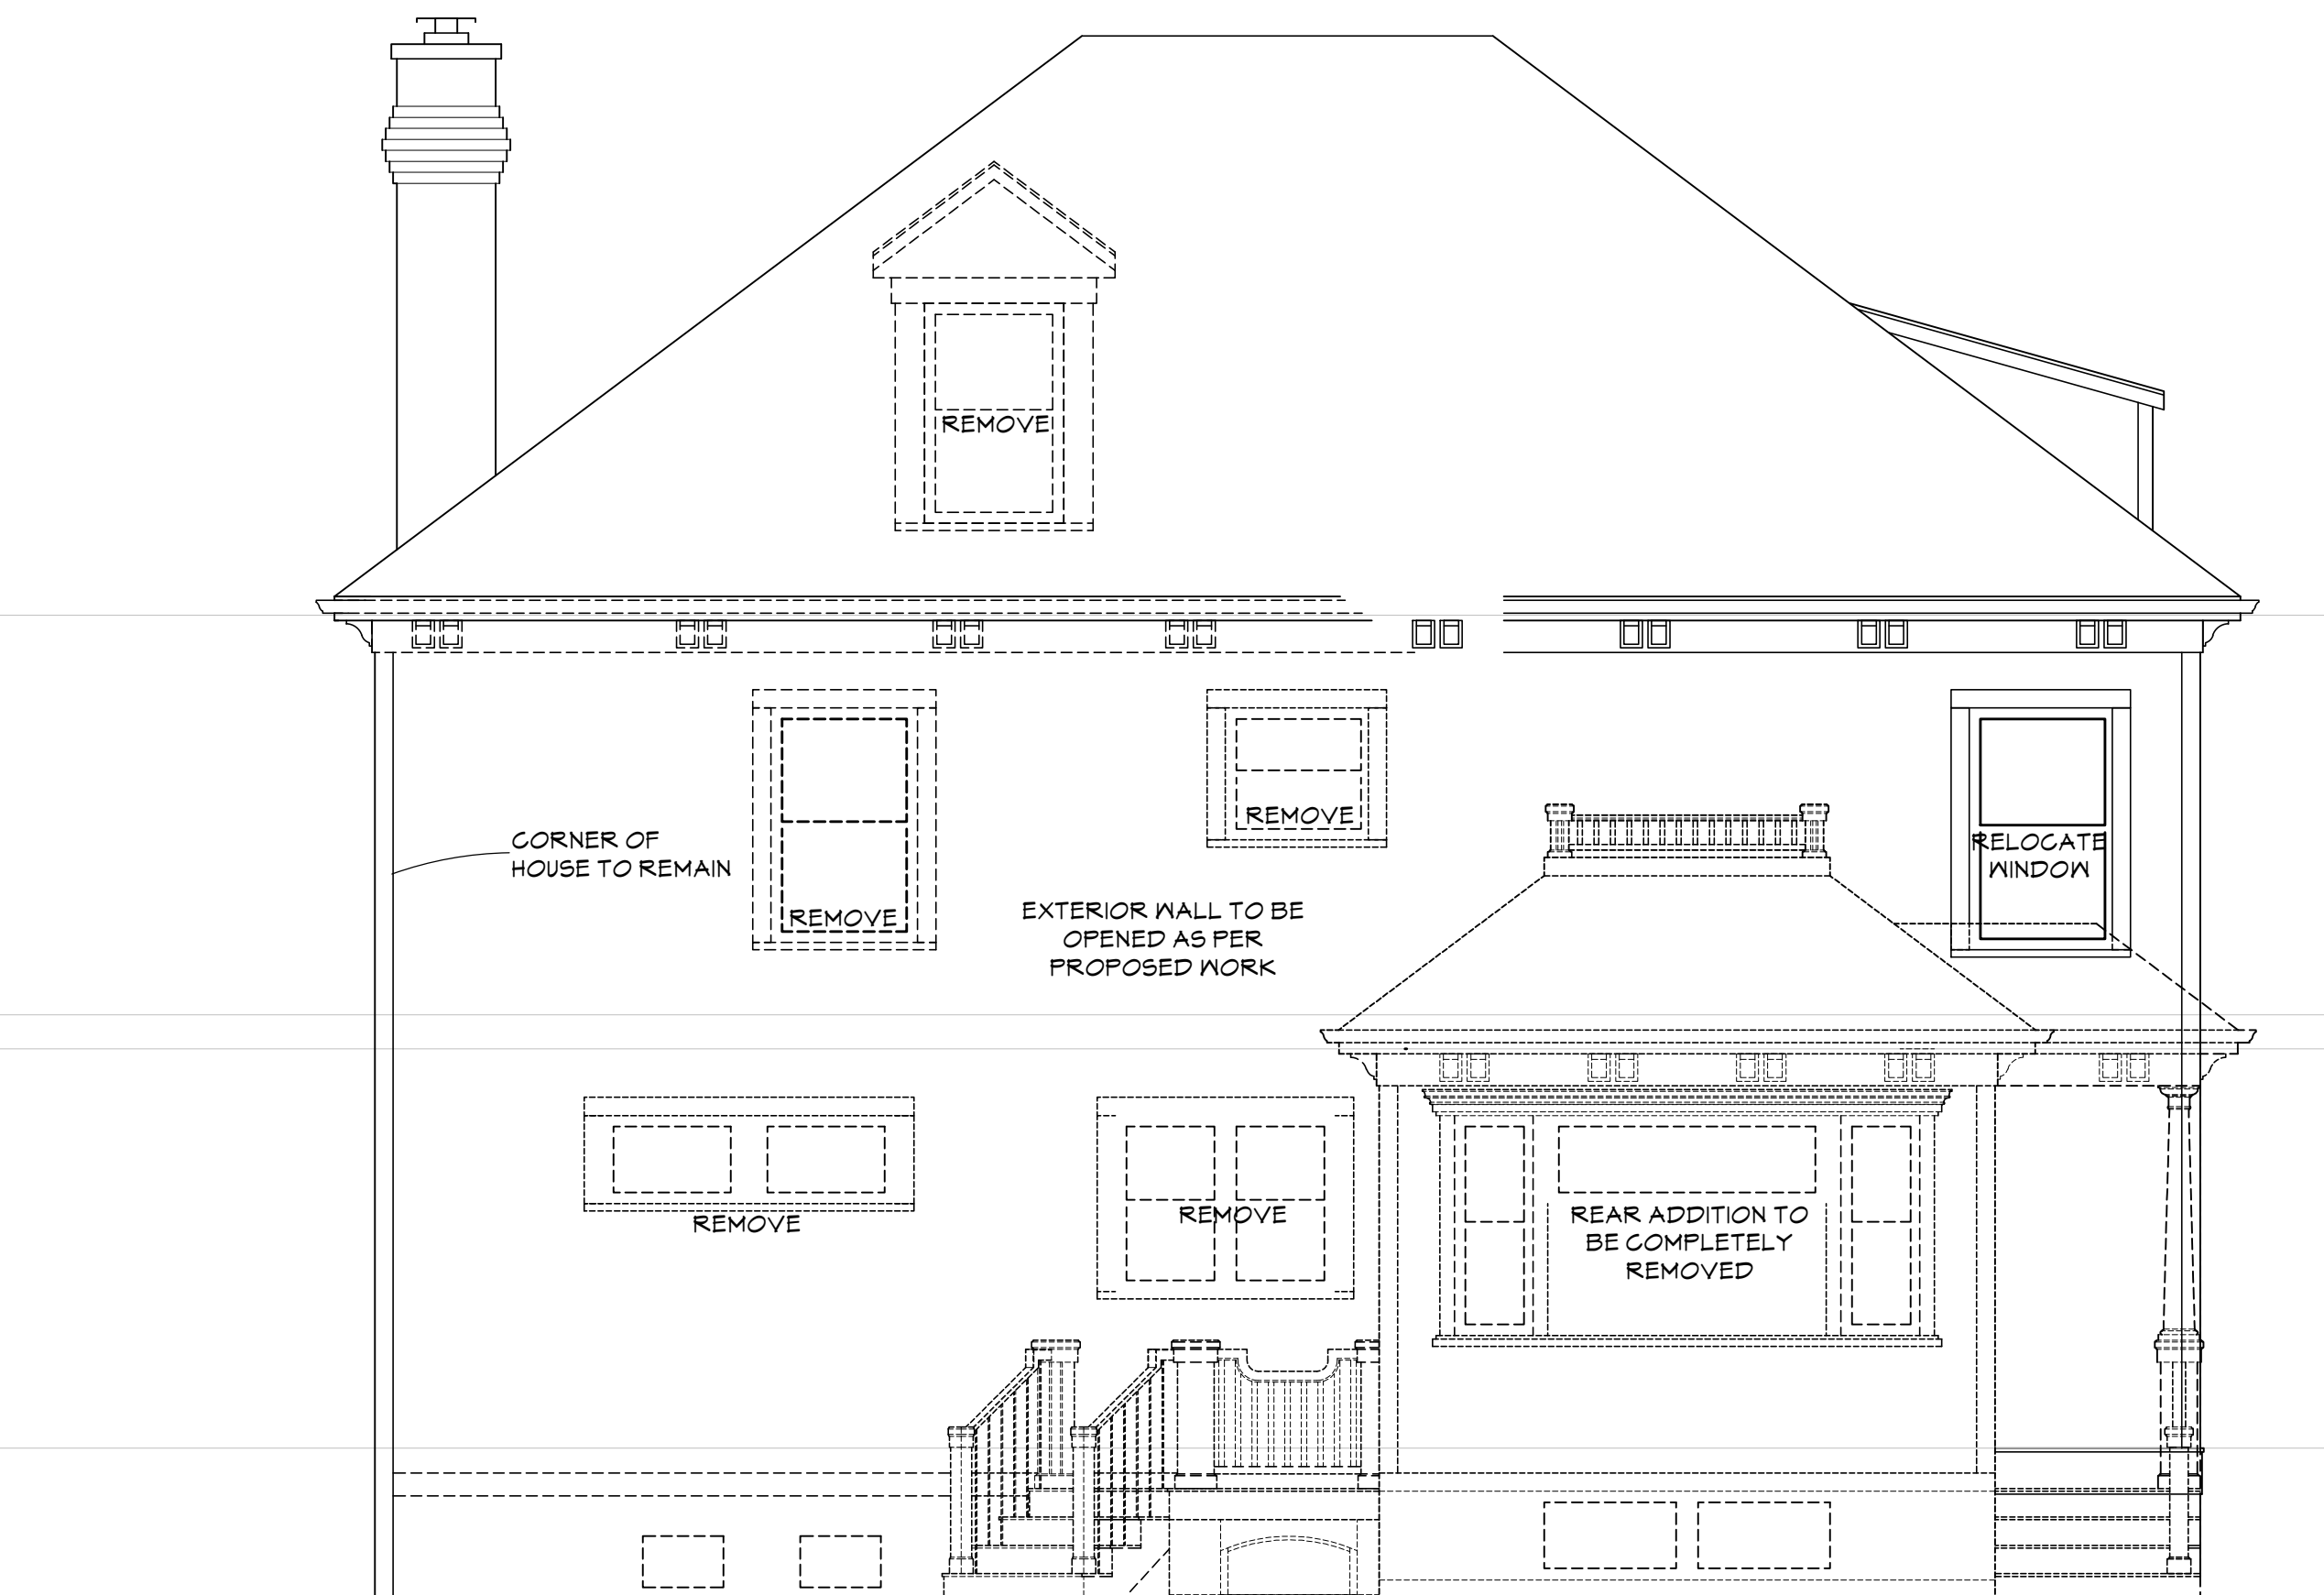 REMOVE
REMOVE
RELOCATE
WINDOW
CORNER OF
HOUSE TO REMAIN
REMOVE
EXTERIOR WALL TO BE
OPENED AS PER
PROPOSED WORK
REMOVE
REMOVE
REAR ADDITION TO
BE COMPLETELY
REMOVED